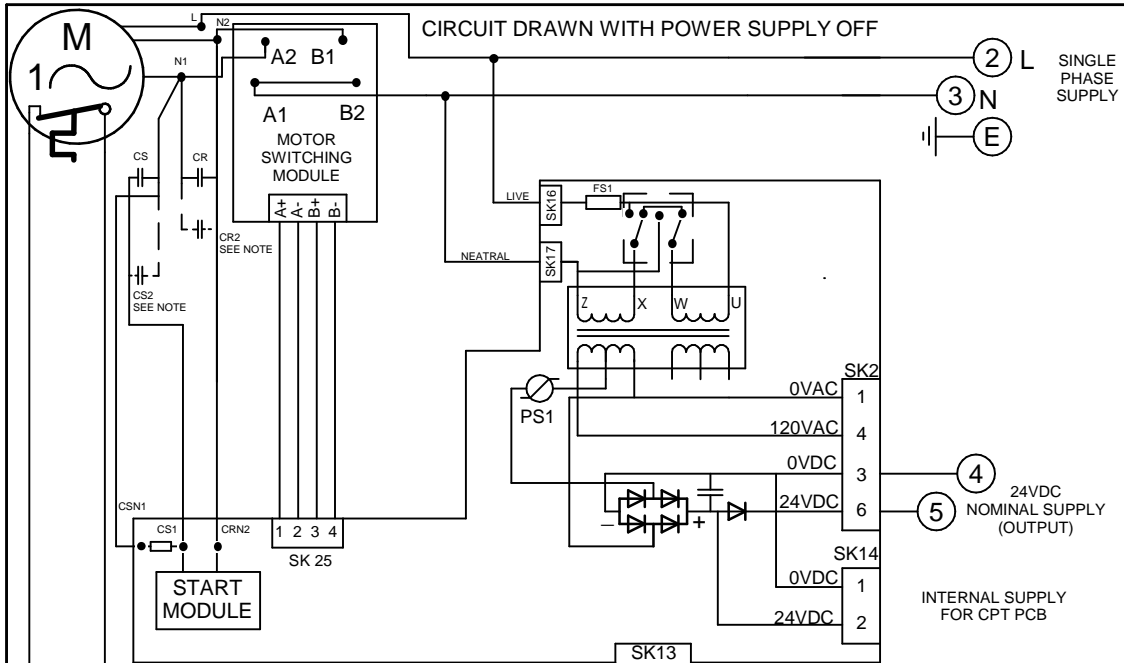 CIRCUIT DRAWN WITH POWER SUPPLY OFF
M
1
L
N2
N1
A2 B1
A1 B2
MOTOR
SWITCHING
MODULE
A+ A- B+ B-
2 L
3 N
E
SINGLE
PHASE
SUPPLY
CS
CR
CR2
SEE NOTE
CS2
SEE NOTE
LIVE
SK16
FS1
NEATRAL
SK17
Z X W U
PS1
SK2
0VAC 1
120VAC 4
0VDC 3
24VDC 6
4
5
24VDC
NOMINAL SUPPLY
(OUTPUT)
– +
CSN1
CS1
CRN2
1 2 3 4
SK 25
START
MODULE
SK14
0VDC 1
24VDC 2
INTERNAL SUPPLY
FOR CPT PCB
SK13